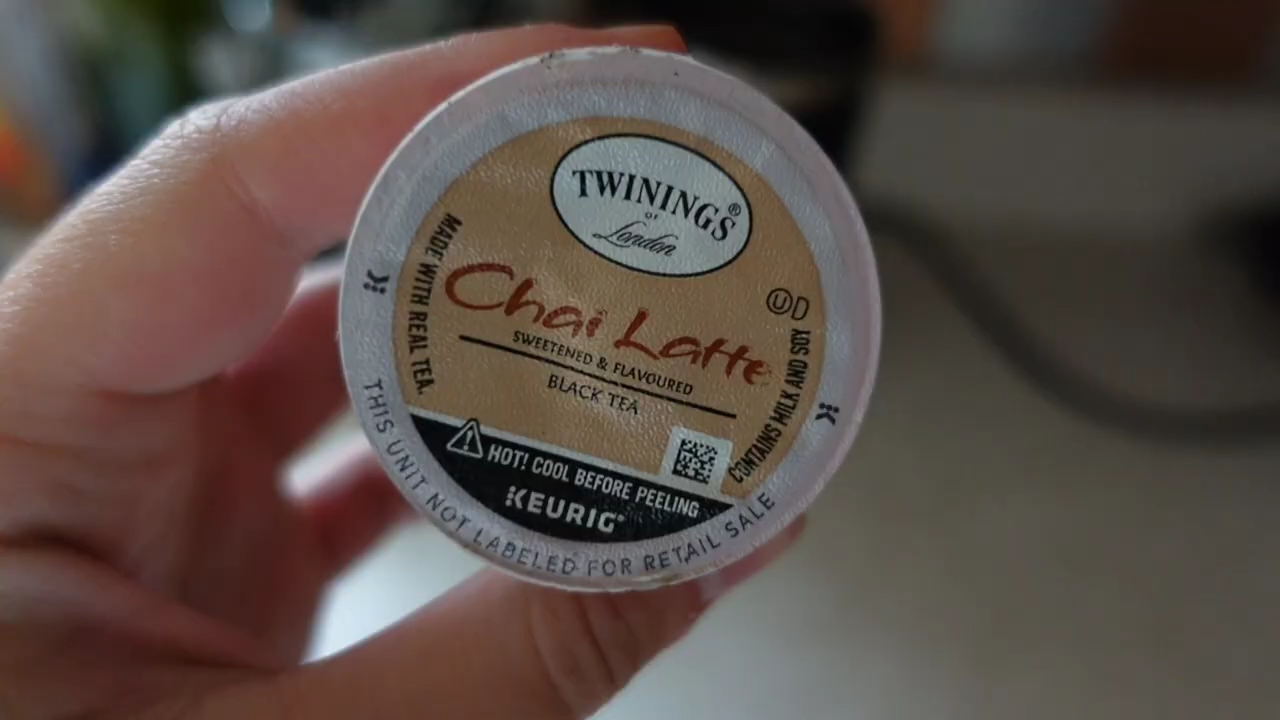 TWININGS®
OF
London
MADE WITH REAL TEA.
Chai Latte
SWEETENED & FLAVOURED
BLACK TEA
UD
CONTAINS MILK AND SOY
HOT! COOL BEFORE PEELING
KEURIG®
THIS UNIT NOT LABELED FOR RETAIL SALE